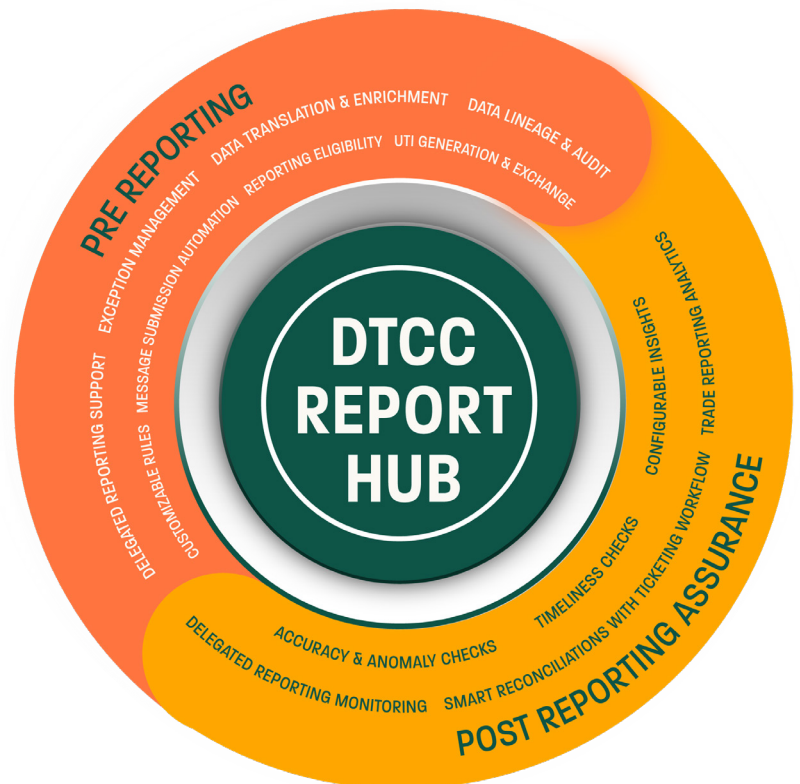 PRE REPORTING
DELEGATED REPORTING SUPPORT
EXCEPTION MANAGEMENT
DATA TRANSLATION & ENRICHMENT
DATA LINEAGE & AUDIT
CUSTOMIZABLE RULES
MESSAGE SUBMISSION AUTOMATION
REPORTING ELIGIBILITY
UTI GENERATION & EXCHANGE
DTCC
REPORT
HUB
TRADE REPORTING ANALYTICS
CONFIGURABLE INSIGHTS
TIMELINESS CHECKS
ACCURACY & ANOMALY CHECKS
DELEGATED REPORTING MONITORING
SMART RECONCILIATIONS WITH TICKETING WORKFLOW
POST REPORTING ASSURANCE